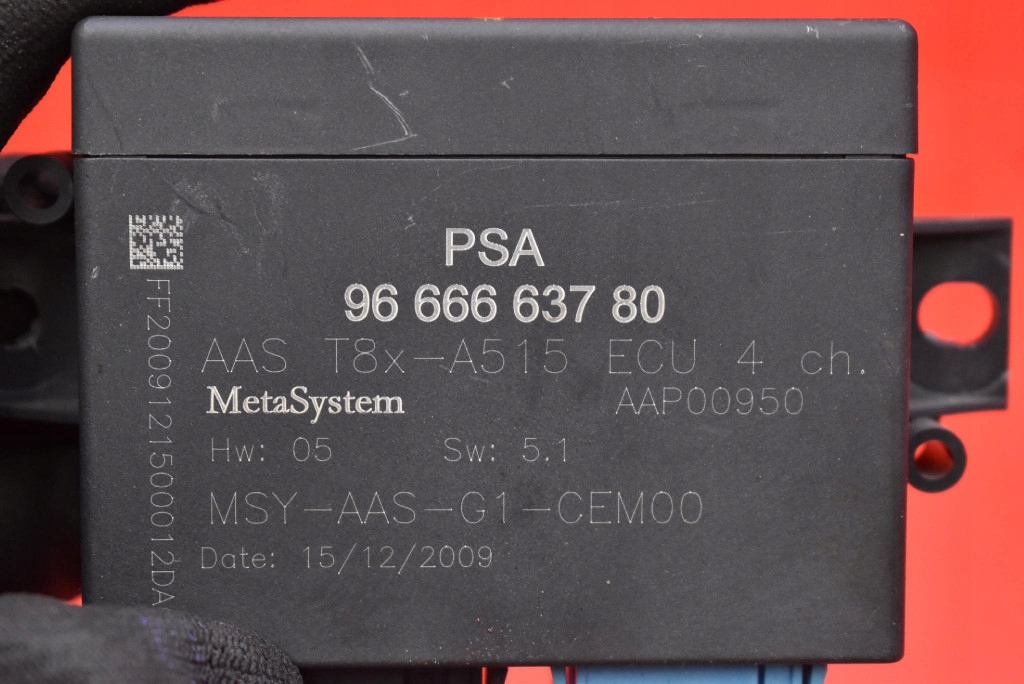 PSA
96 666 637 80
AAS T8x-A515 ECU 4 ch.
MetaSystem AAP00950
Hw: 05 Sw: 5.1
MSY-AAS-G1-CEM00
Date: 15/12/2009
FF2009121500012DA